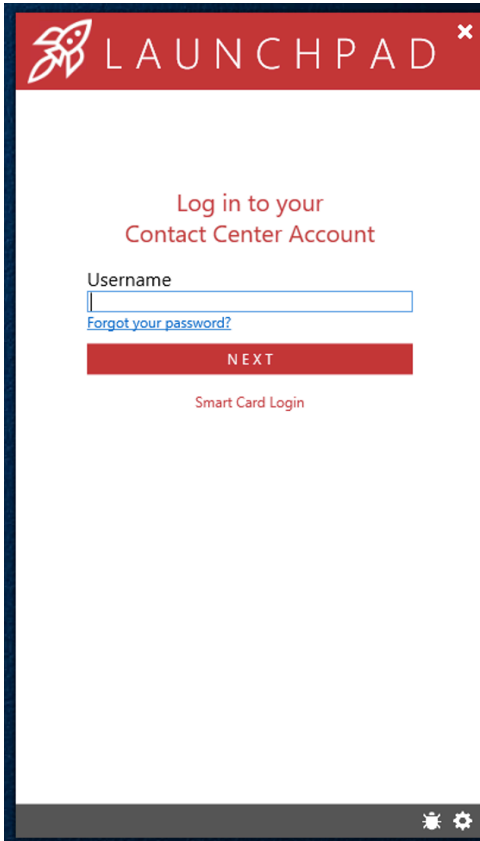 LAUNCHPAD
Log in to your
Contact Center Account
Username
Forgot your password?
NEXT
Smart Card Login